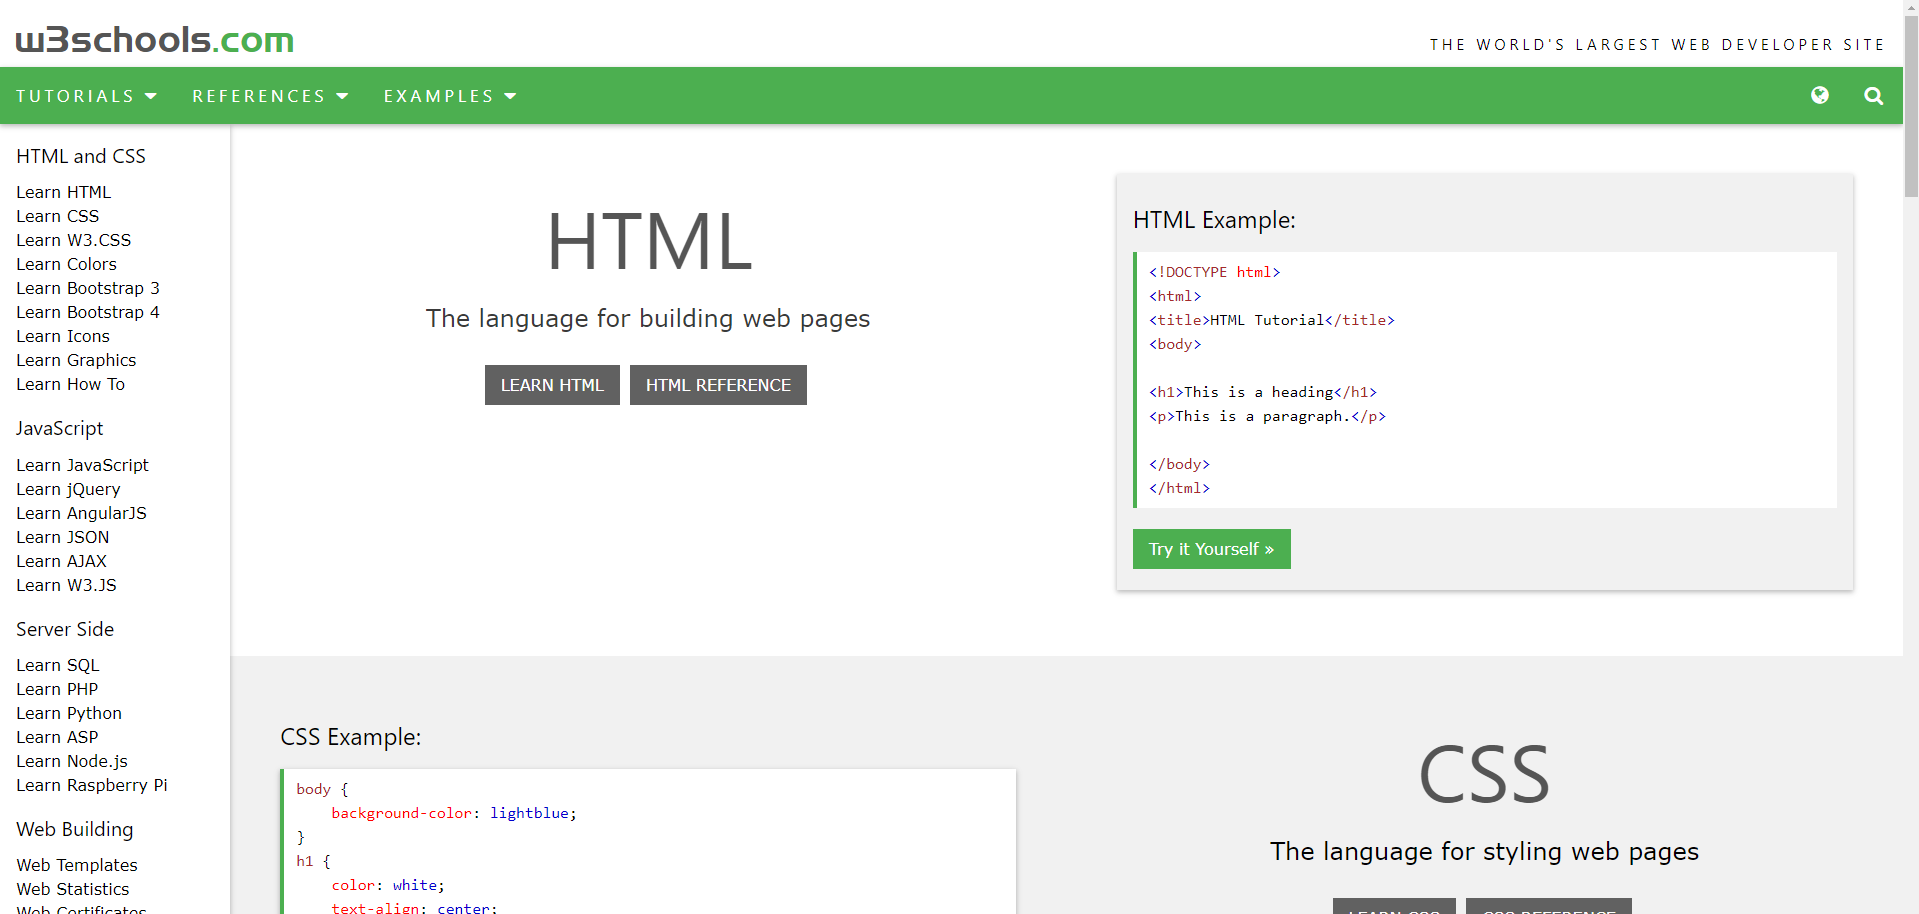 w3schools.com
THE WORLD'S LARGEST WEB DEVELOPER SITE
TUTORIALS REFERENCES EXAMPLES
HTML and CSS
Learn HTML
Learn CSS
Learn W3.CSS
Learn Colors
Learn Bootstrap 3
Learn Bootstrap 4
Learn Icons
Learn Graphics
Learn How To
JavaScript
Learn JavaScript
Learn jQuery
Learn AngularJS
Learn JSON
Learn AJAX
Learn W3.JS
Server Side
Learn SQL
Learn PHP
Learn Python
Learn ASP
Learn Node.js
Learn Raspberry Pi
Web Building
Web Templates
Web Statistics
Web Certificates
HTML
The language for building web pages
LEARN HTML HTML REFERENCE
HTML Example:
<!DOCTYPE html>
<html>
<title>HTML Tutorial</title>
<body>
<h1>This is a heading</h1>
<p>This is a paragraph.</p>
</body>
</html>
Try it Yourself »
CSS Example:
body {
background-color: lightblue;
}
h1 {
color: white;
text-align: center;
CSS
The language for styling web pages
LEARN CSS CSS REFERENCE